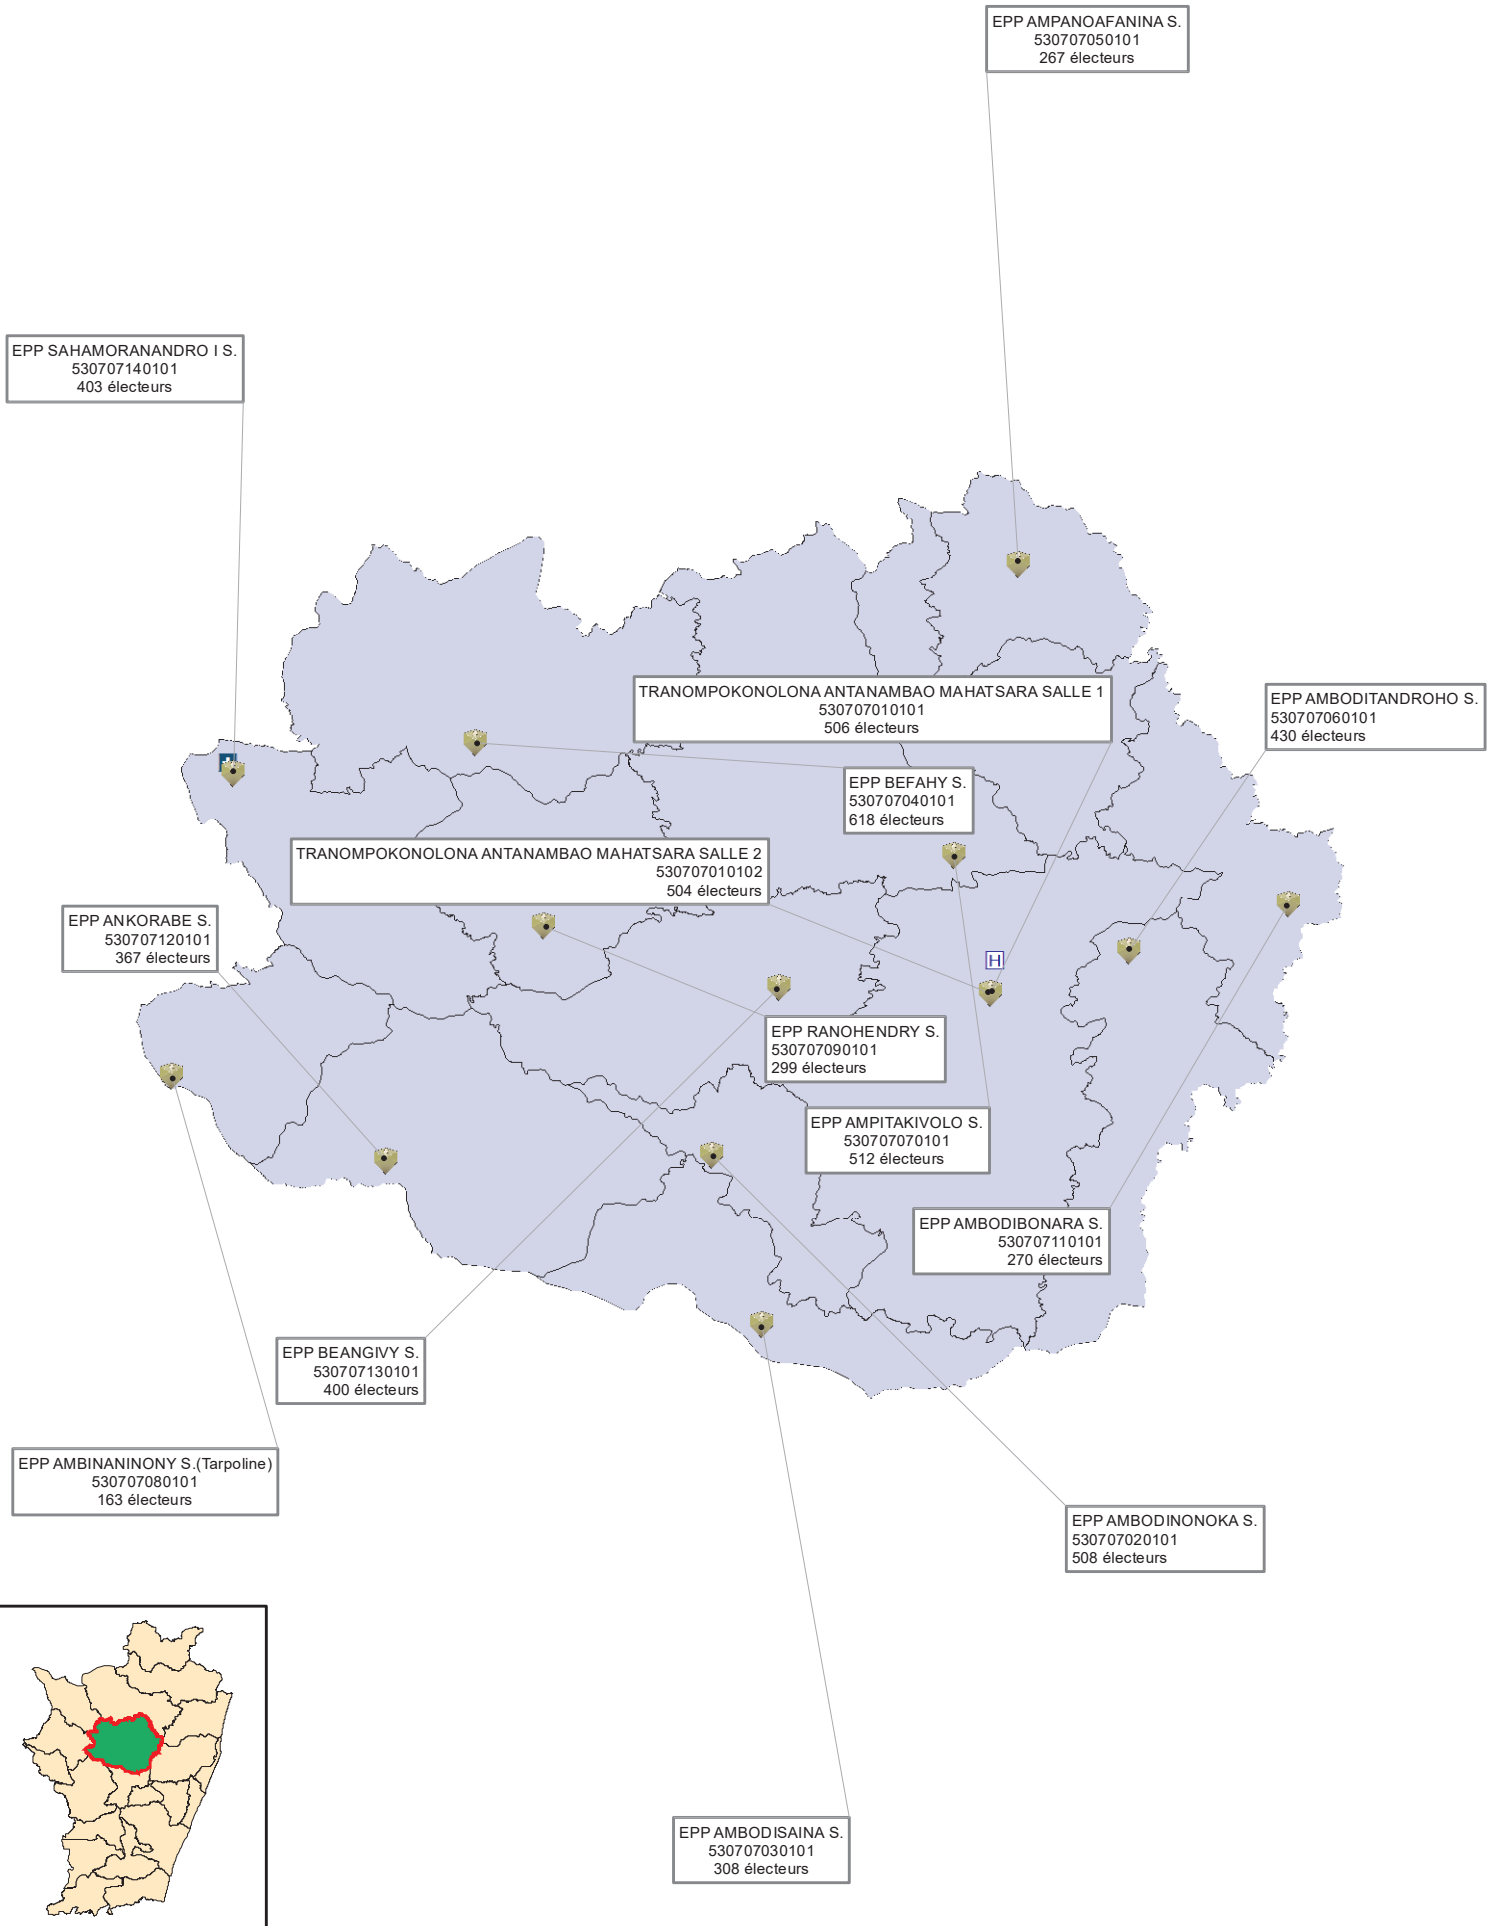 EPP AMPANOAFANINA S.
530707050101
267 électeurs
EPP SAHAMORANANDRO I S.
530707140101
403 électeurs
TRANOMPOKONOLONA ANTANAMBAO MAHATSARA SALLE 1
530707010101
506 électeurs
EPP AMBODITANDROHO S.
530707060101
430 électeurs
EPP BEFAHY S.
530707040101
618 électeurs
TRANOMPOKONOLONA ANTANAMBAO MAHATSARA SALLE 2
530707010102
504 électeurs
EPP ANKORABE S.
530707120101
367 électeurs
H
EPP RANOHENDRY S.
530707090101
299 électeurs
EPP AMPITAKIVOLO S.
530707070101
512 électeurs
EPP AMBODIBONARA S.
530707110101
270 électeurs
EPP BEANGIVY S.
530707130101
400 électeurs
EPP AMBINANINONY S.(Tarpoline)
530707080101
163 électeurs
EPP AMBODINONOKA S.
530707020101
508 électeurs
EPP AMBODISAINA S.
530707030101
308 électeurs